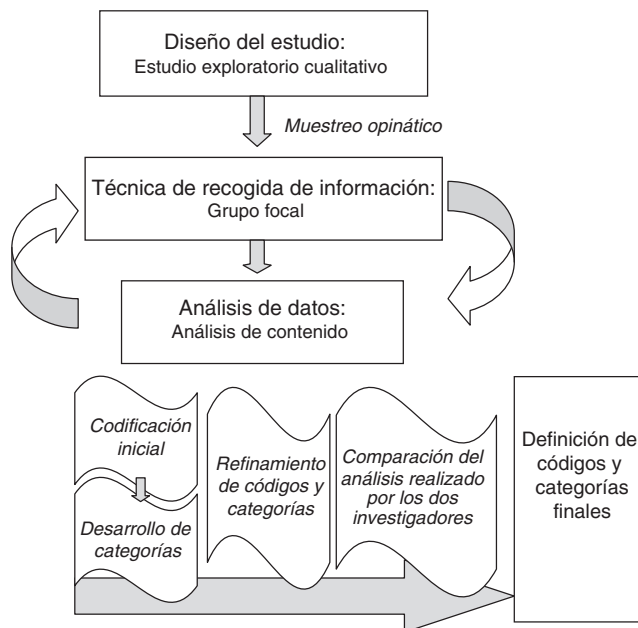 Diseño del estudio:
Estudio exploratorio cualitativo
Muestreo opinático
Técnica de recogida de información:
Grupo focal
Análisis de datos:
Análisis de contenido
Codificación
inicial
Desarrollo de
categorías
Refinamiento
de códigos y
categorías
Comparación del
análisis realizado
por los dos
investigadores
Definición de
códigos y
categorías
finales